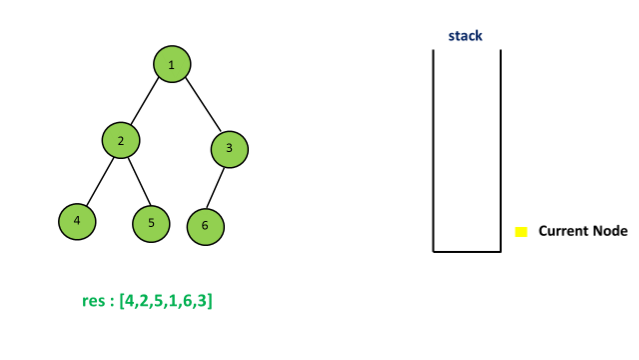 stack
1
2
3
4
5
6
Current Node
res : [4,2,5,1,6,3]